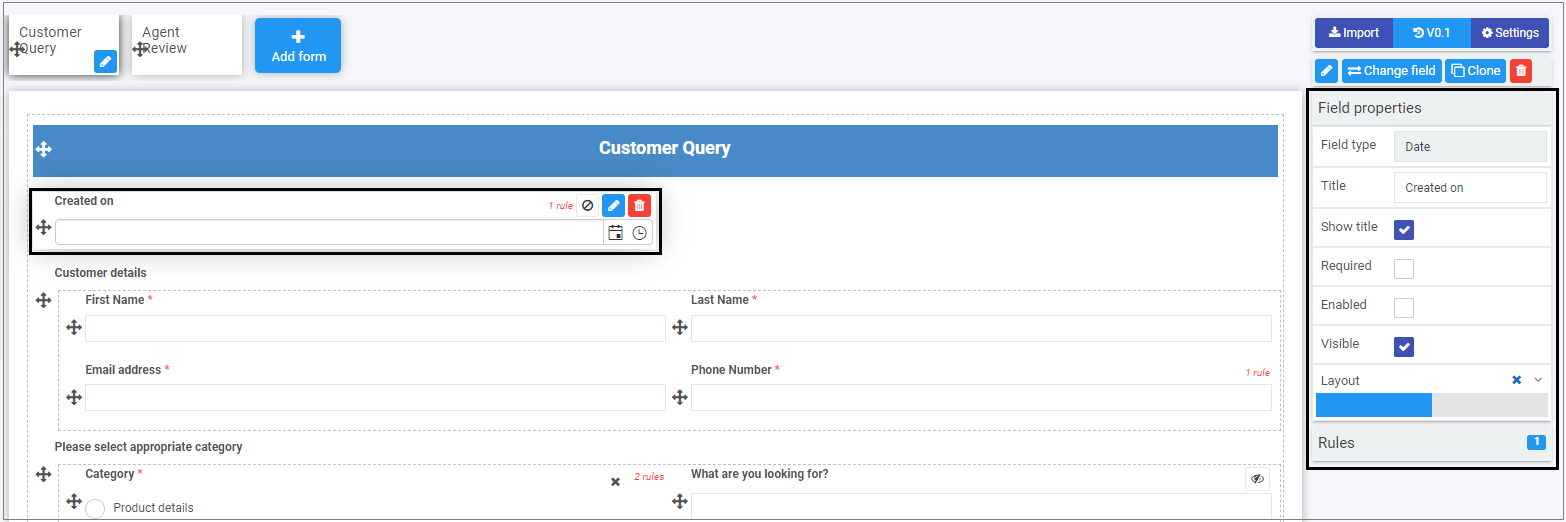 Customer
Query
Agent
Review
Add form
Import
V0.1
Settings
Change field
Clone
Customer Query
Created on
1 rule
Customer details
First Name *
Last Name *
Email address *
Phone Number *
1 rule
Please select appropriate category
Category *
2 rules
What are you looking for?
Product details
Field properties
Field type
Date
Title
Created on
Show title
Required
Enabled
Visible
Layout
Rules
1